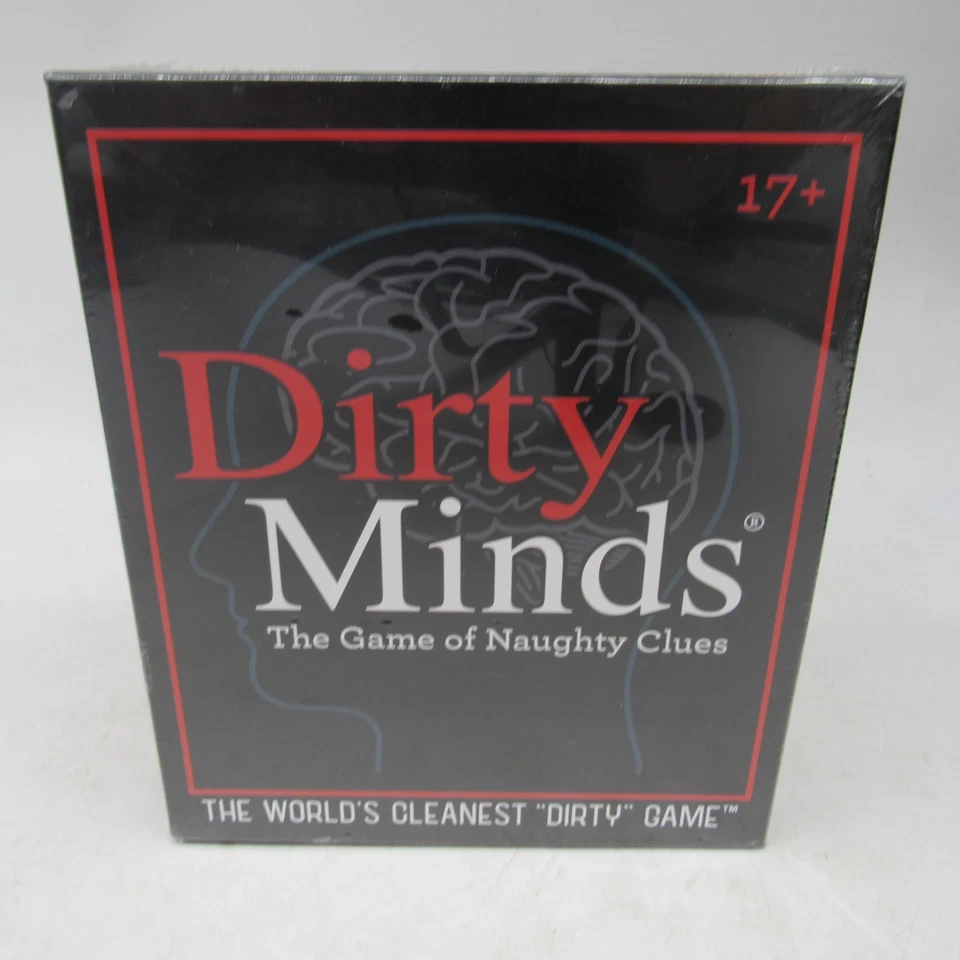 17+
Dirty
Minds®
The Game of Naughty Clues
THE WORLD'S CLEANEST "DIRTY" GAME™